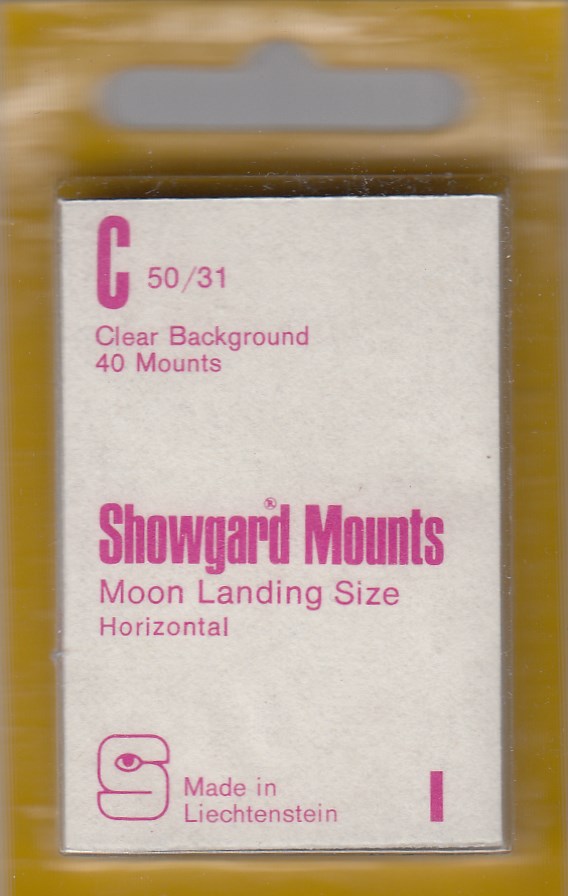 C 50/31
Clear Background
40 Mounts
Showgard® Mounts
Moon Landing Size
Horizontal
Made in
Liechtenstein